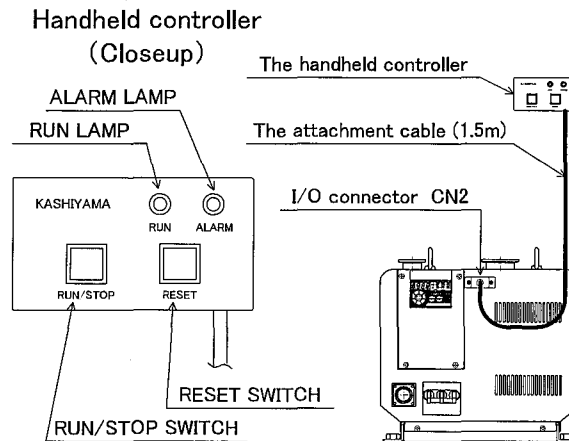 Handheld controller
(Closeup)
ALARM LAMP
RUN LAMP
KASHIYAMA
RUN
ALARM
RUN/STOP
RESET
RESET SWITCH
RUN/STOP SWITCH
The handheld controller
The attachment cable (1.5m)
I/O connector CN2